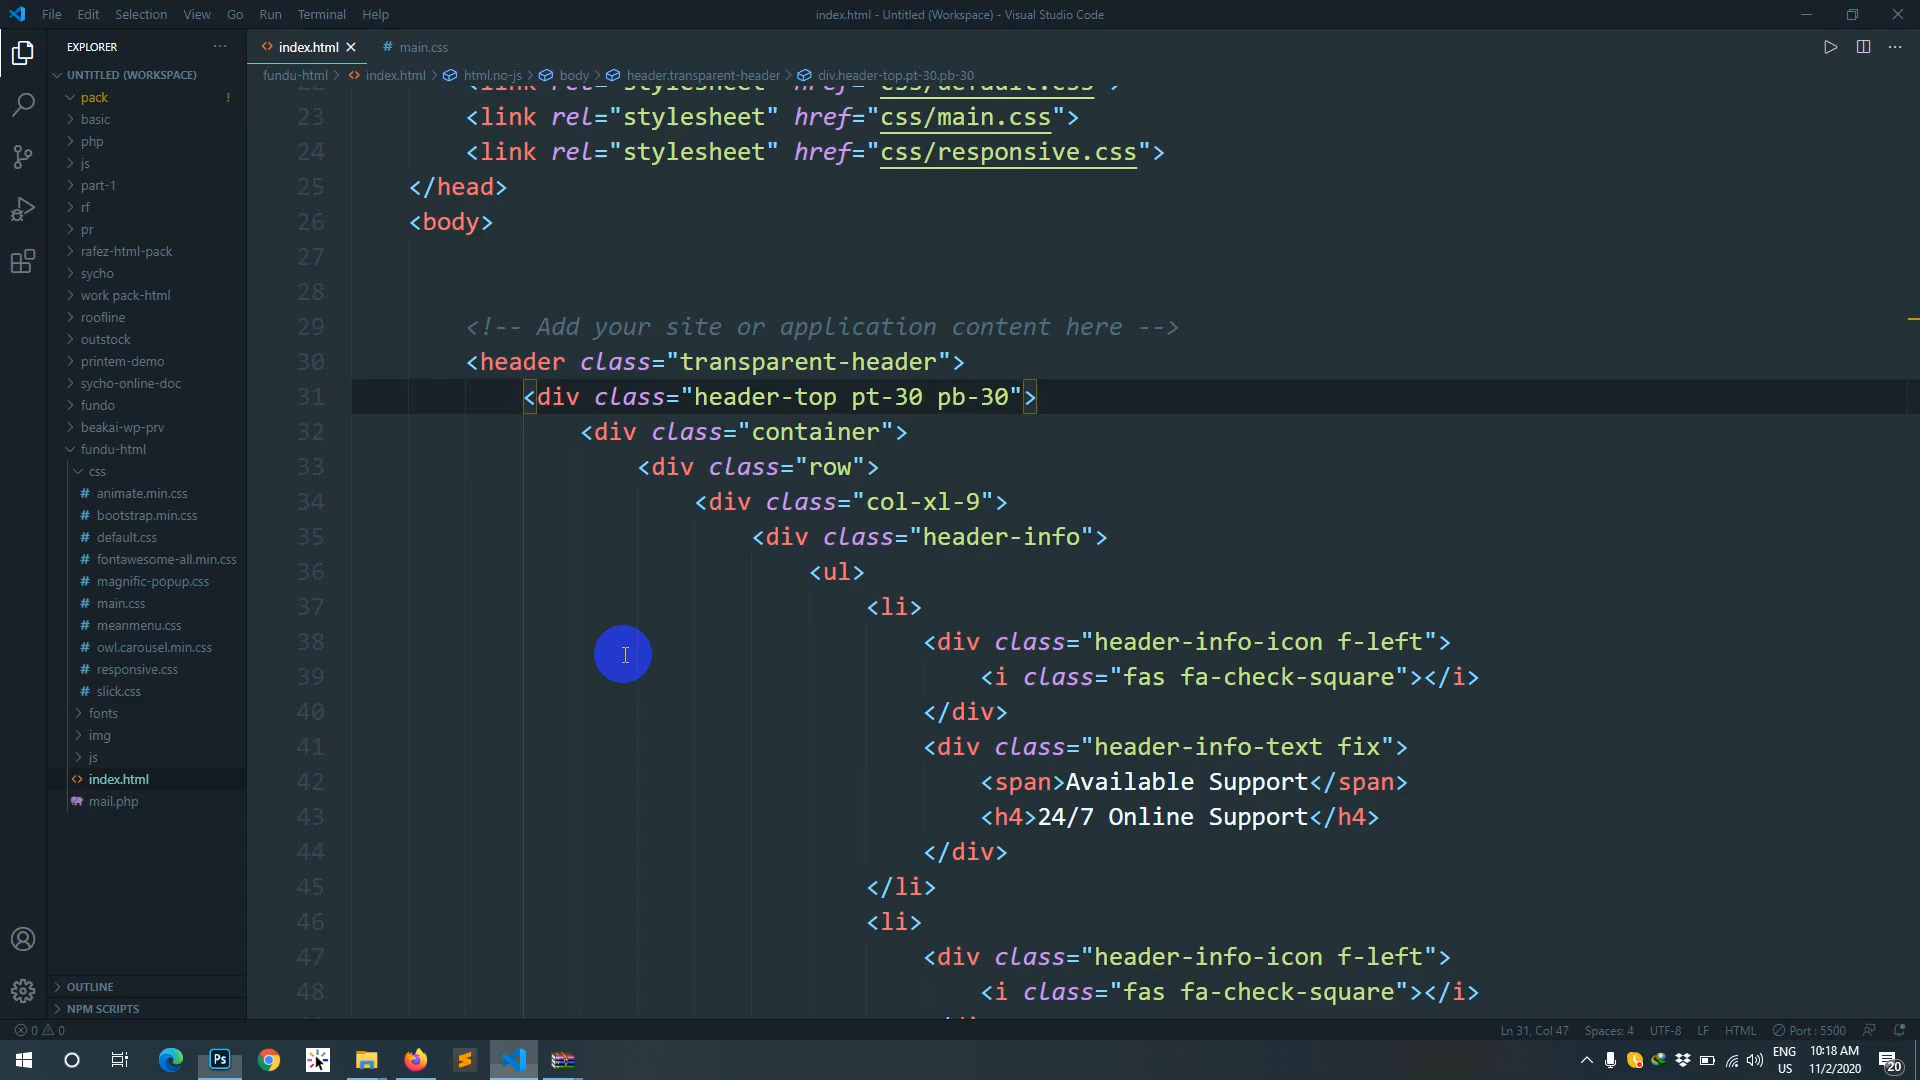 File Edit Selection View Go Run Terminal Help
index.html - Untitled (Workspace) - Visual Studio Code
EXPLORER
UNTITLED (WORKSPACE)
pack !
basic
php
js
part-1
rf
pr
rafez-html-pack
sycho
work pack-html
roofline
outstock
printem-demo
sycho-online-doc
fundo
beakai-wp-prv
fundu-html
css
# animate.min.css
# bootstrap.min.css
# default.css
# fontawesome-all.min.css
# magnific-popup.css
# main.css
# meanmenu.css
# owl.carousel.min.css
# responsive.css
# slick.css
fonts
img
js
<> index.html
mail.php
OUTLINE
NPM SCRIPTS
<> index.html # main.css
fundu-html > <> index.html > html.no-js > body > header.transparent-header > div.header-top.pt-30.pb-30
22 <link rel="stylesheet" href="css/default.css">
23 <link rel="stylesheet" href="css/main.css">
24 <link rel="stylesheet" href="css/responsive.css">
25 </head>
26 <body>
27
28
29 <!-- Add your site or application content here -->
30 <header class="transparent-header">
31 <div class="header-top pt-30 pb-30">
32 <div class="container">
33 <div class="row">
34 <div class="col-xl-9">
35 <div class="header-info">
36 <ul>
37 <li>
38 <div class="header-info-icon f-left">
39 <i class="fas fa-check-square"></i>
40 </div>
41 <div class="header-info-text fix">
42 <span>Available Support</span>
43 <h4>24/7 Online Support</h4>
44 </div>
45 </li>
46 <li>
47 <div class="header-info-icon f-left">
48 <i class="fas fa-check-square"></i>
0 0
Ln 31, Col 47 Spaces: 4 UTF-8 LF HTML Port : 5500
Ps
ENG
US
10:18 AM
11/2/2020
20